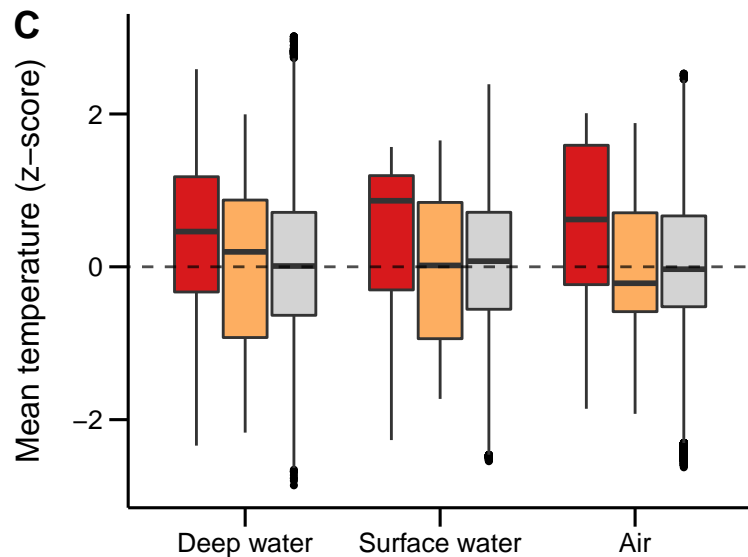 C
Mean temperature (z−score)
2
0
−2
Deep water
Surface water
Air